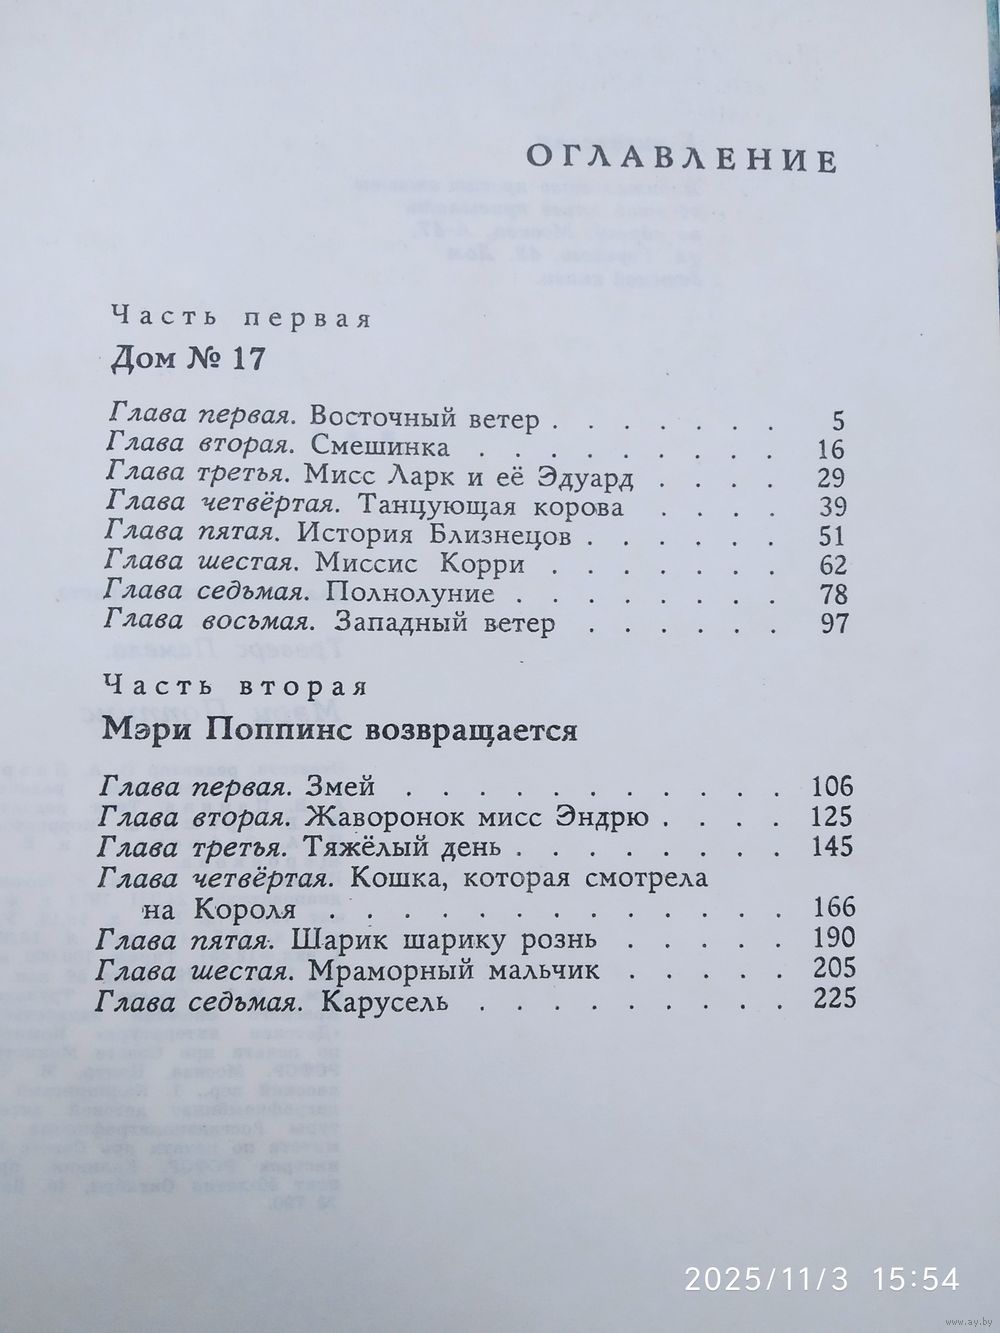 ОГЛАВЛЕНИЕ
Часть первая
Дом № 17
Глава первая. Восточный ветер . . . . . . . 5
Глава вторая. Смешинка . . . . . . . . . 16
Глава третья. Мисс Ларк и её Эдуард . . . . 29
Глава четвёртая. Танцующая корова . . . . 39
Глава пятая. История Близнецов . . . . . . 51
Глава шестая. Миссис Корри . . . . . . . 62
Глава седьмая. Полнолуние . . . . . . . . 78
Глава восьмая. Западный ветер . . . . . . 97
Часть вторая
Мэри Поппинс возвращается
Глава первая. Змей . . . . . . . . . . . 106
Глава вторая. Жаворонок мисс Эндрю . . . . 125
Глава третья. Тяжёлый день . . . . . . . . 145
Глава четвёртая. Кошка, которая смотрела
на Короля . . . . . . . . . . . . . 166
Глава пятая. Шарик шарику рознь . . . . . 190
Глава шестая. Мраморный мальчик . . . . . 205
Глава седьмая. Карусель . . . . . . . . . 225
2025/11/3 15:54
www.ay.by